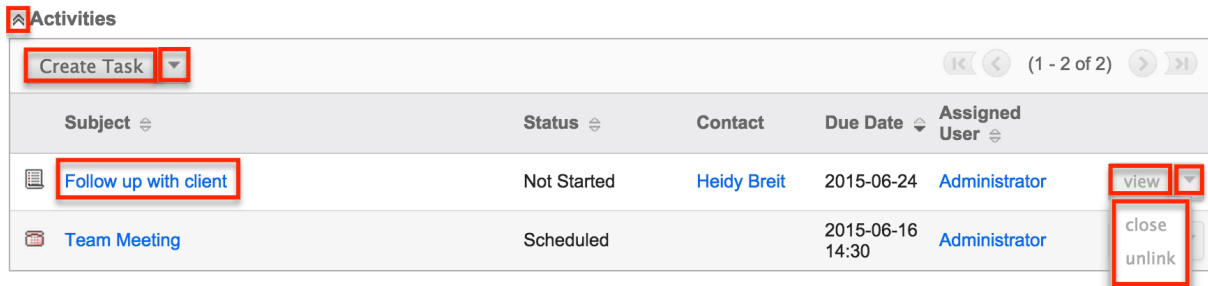 Activities
Create Task
(1 - 2 of 2)
Subject Status Contact Due Date Assigned
User
Follow up with client Not Started Heidy Breit 2015-06-24 Administrator view
Team Meeting Scheduled 2015-06-16
14:30 Administrator
close
unlink